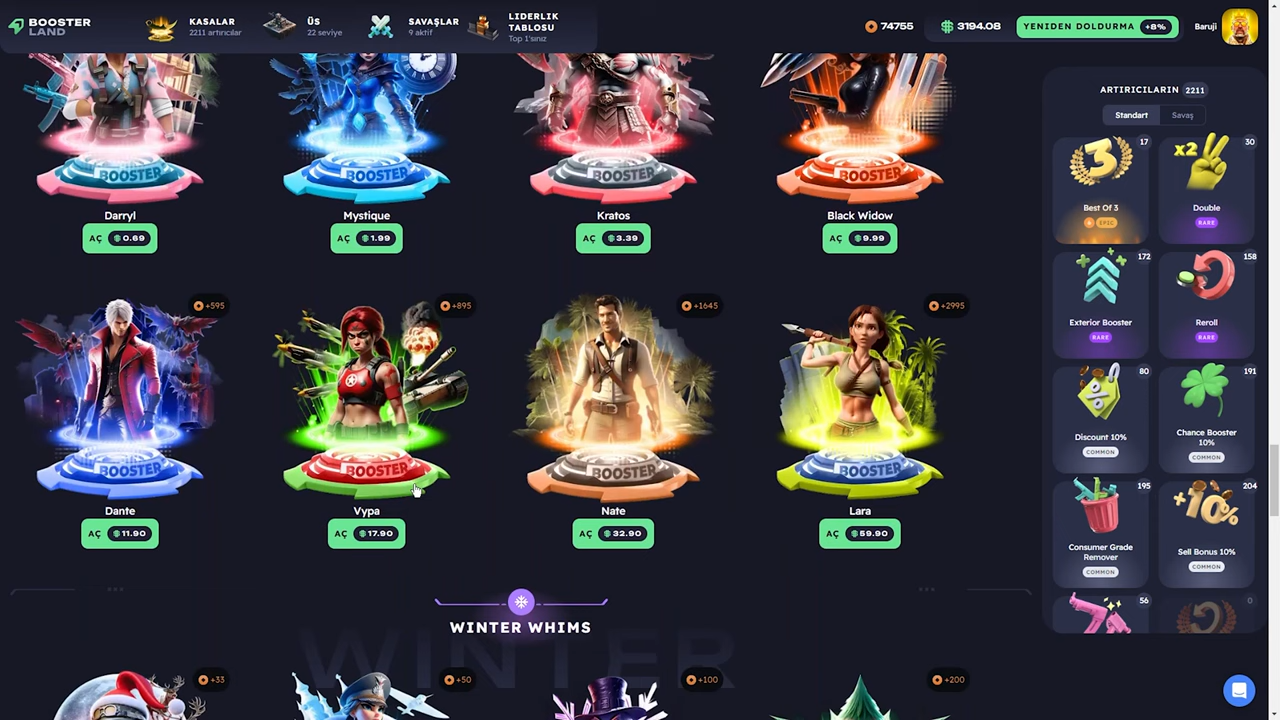 BOOSTER
LAND
KASALAR
2211 artırıcılar
ÜS
22 seviye
SAVAŞLAR
9 aktif
LIDERLIK
TABLOSU
Top 1'sınız
74755
3194.08
YENIDEN DOLDURMA +8%
Baruji
BOOSTER
BOOSTER
BOOSTER
BOOSTER
Darryl
Mystique
Kratos
Black Widow
AÇ 0.69
AÇ 1.99
AÇ 3.39
AÇ 9.99
+595
+895
+1645
+2995
BOOSTER
BOOSTER
BOOSTER
BOOSTER
Dante
Vypa
Nate
Lara
AÇ 11.90
AÇ 17.90
AÇ 32.90
AÇ 59.90
WINTER WHIMS
WINTER
+33
+50
+100
+200
ARTIRICILARIN 2211
Standart Savaş
17
3
Best Of 3
EPIC
30
x2
Double
RARE
172
Exterior Booster
RARE
158
Reroll
RARE
80
%
Discount 10%
COMMON
191
Chance Booster
10%
COMMON
195
Consumer Grade
Remover
COMMON
204
+10%
Sell Bonus 10%
COMMON
56
0